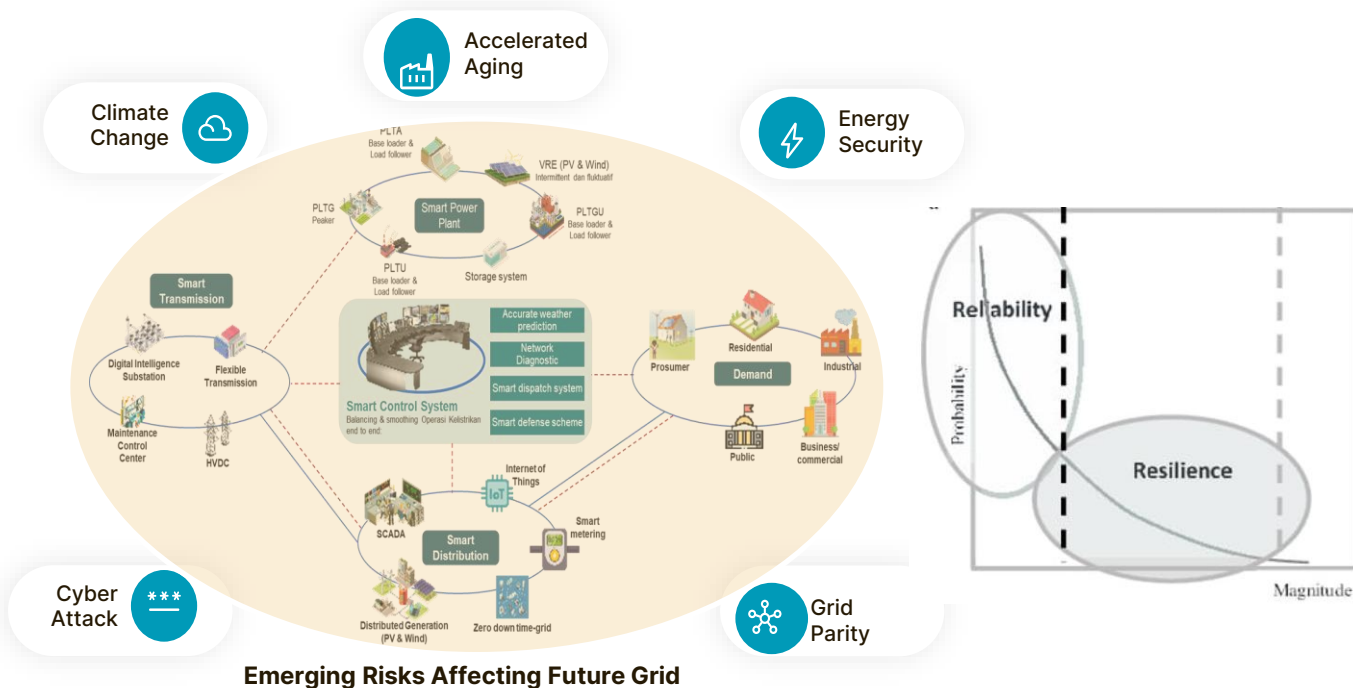 Accelerated
Aging
Climate
Change
Energy
Security
PLTA
Base loader &
Load follower
VRE (PV & Wind)
Intermittent dan fluktuatif
PLTG
Peaker
Smart Power
Plant
PLTGU
Base loader &
Load follower
PLTU
Base loader &
Load follower
Storage system
Smart
Transmission
Digital Intelligence
Substation
Flexible
Transmission
Maintenance
Control
Center
HVDC
Accurate weather
prediction
Network
Diagnostic
Smart dispatch system
Smart defense scheme
Smart Control System
Balancing & smoothing Operasi Kelistrikan
end to end
Prosumer
Residential
Industrial
Demand
Public
Business/
commercial
Internet of
Things
IoT
SCADA
Smart
Distribution
Smart
metering
Distributed Generation
(PV & Wind)
Zero down time-grid
Cyber
Attack
***
Grid
Parity
Emerging Risks Affecting Future Grid
Reliability
Probability
Resilience
Magnitude